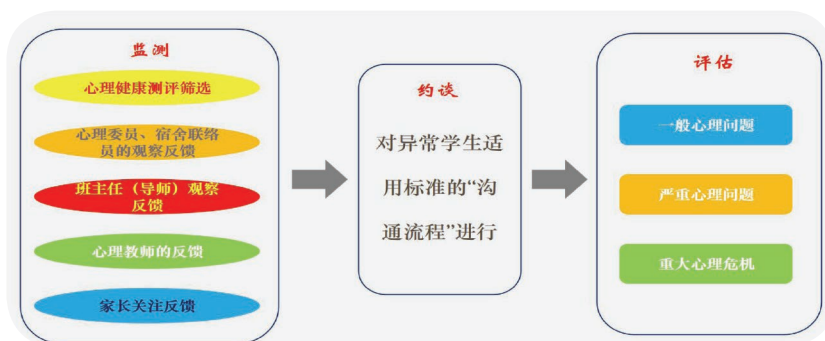 监测
心理健康测评筛选
心理委员、宿舍联络
员的观察反馈
班主任（导师）观察
反馈
心理教师的反馈
家长关注反馈
约谈
对异常学生适
用标准的“沟
通流程”进行
评估
一般心理问题
严重心理问题
重大心理危机